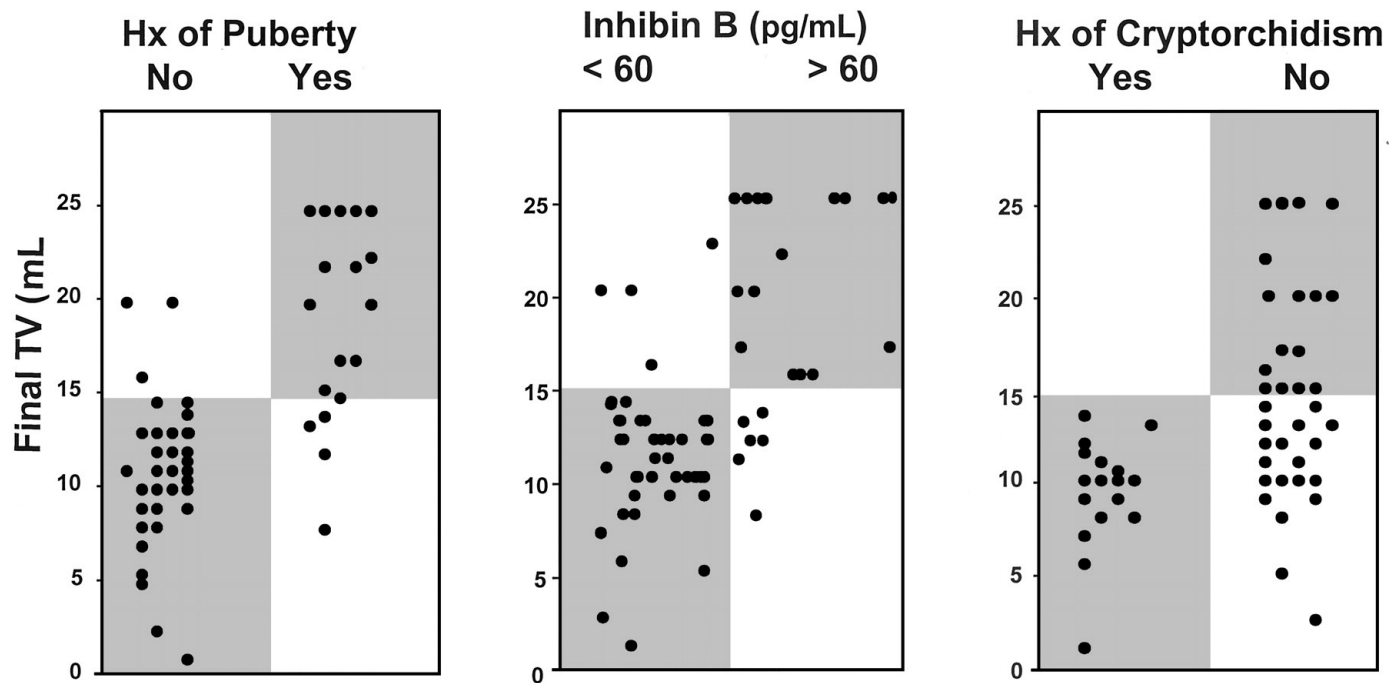 Hx of Puberty
No Yes
Final TV (mL
25
20
15
10
5
0
Inhibin B (pg/mL)
< 60 > 60
25
20
15
10
5
0
Hx of Cryptorchidism
Yes No
25
20
15
10
5
0